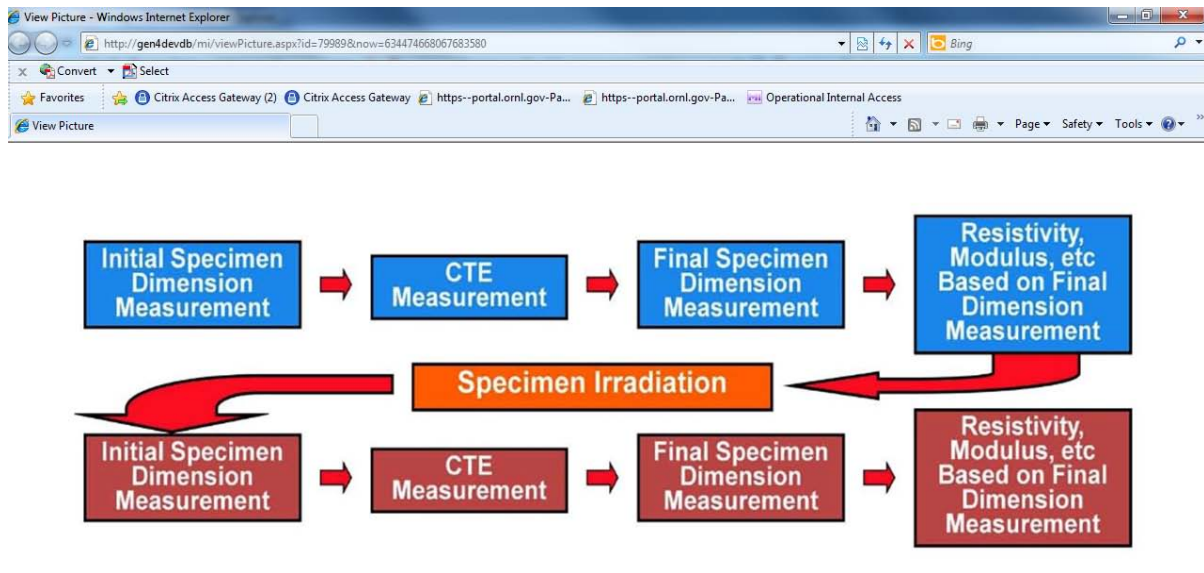 View Picture - Windows Internet Explorer
http://gen4devdb/mi/viewPicture.aspx?id=79989&now=634474668067683580
Bing
x Convert Select
Favorites Citrix Access Gateway (2) Citrix Access Gateway https--portal.ornl.gov-Pa... https--portal.ornl.gov-Pa... Operational Internal Access
View Picture
Page Safety Tools
Initial Specimen
Dimension
Measurement
CTE
Measurement
Final Specimen
Dimension
Measurement
Resistivity,
Modulus, etc
Based on Final
Dimension
Measurement
Specimen Irradiation
Initial Specimen
Dimension
Measurement
CTE
Measurement
Final Specimen
Dimension
Measurement
Resistivity,
Modulus, etc
Based on Final
Dimension
Measurement